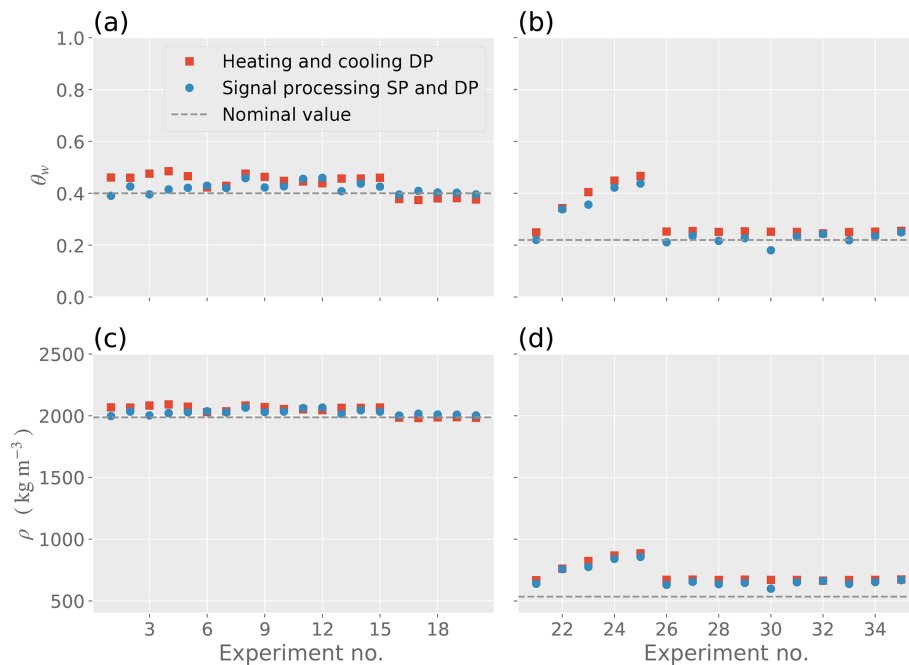 (a)
(b)
1.0
0.8
0.6
0.4
0.2
0.0
θw
Heating and cooling DP
Signal processing SP and DP
Nominal value
(c)
(d)
2500
2000
1500
1000
500
ρ ( kg m⁻³ )
3 6 9 12 15 18
22 24 26 28 30 32 34
Experiment no.
Experiment no.